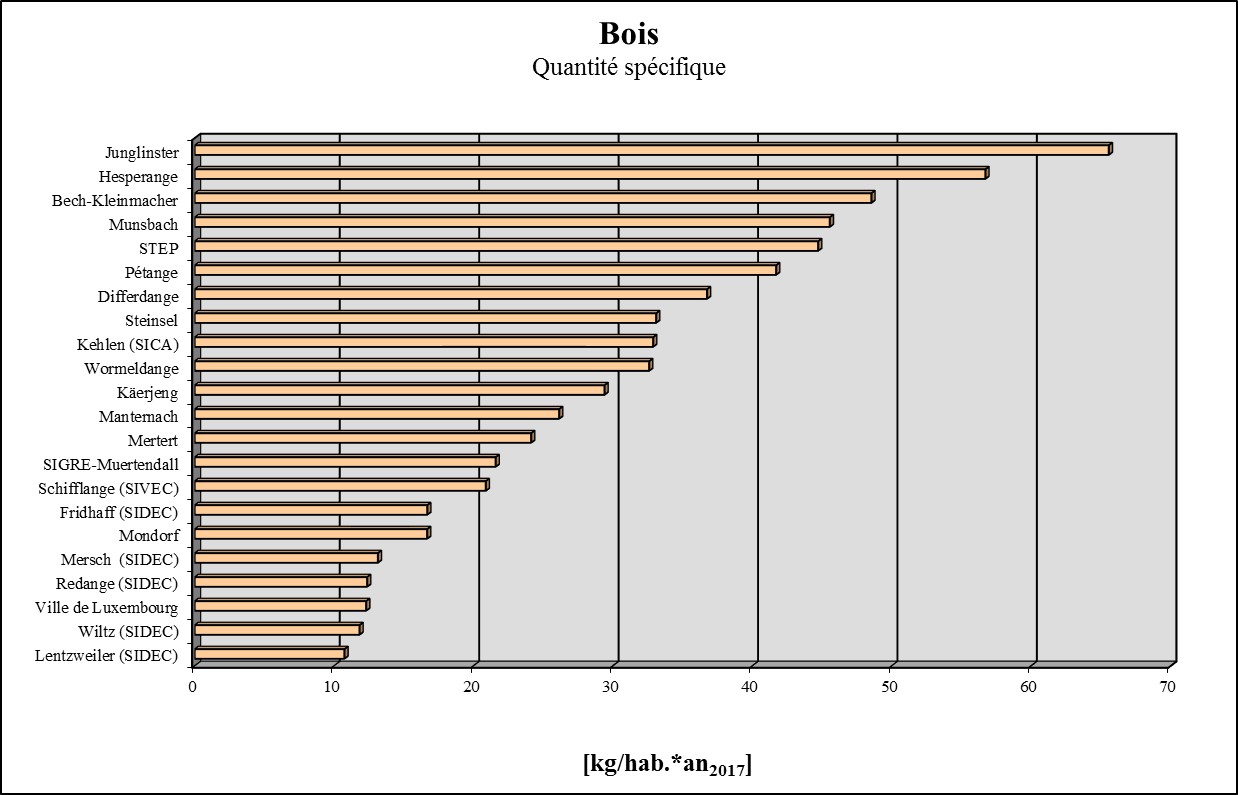 Bois
Quantité spécifique
Junglinster
Hesperange
Bech-Kleinmacher
Munsbach
STEP
Pétange
Differdange
Steinsel
Kehlen (SICA)
Wormeldange
Käerjeng
Manternach
Mertert
SIGRE-Muertendall
Schifflange (SIVEC)
Fridhaff (SIDEC)
Mondorf
Mersch  (SIDEC)
Redange (SIDEC)
Ville de Luxembourg
Wiltz (SIDEC)
Lentzweiler (SIDEC)
0 10 20 30 40 50 60 70
[kg/hab.*an2017]